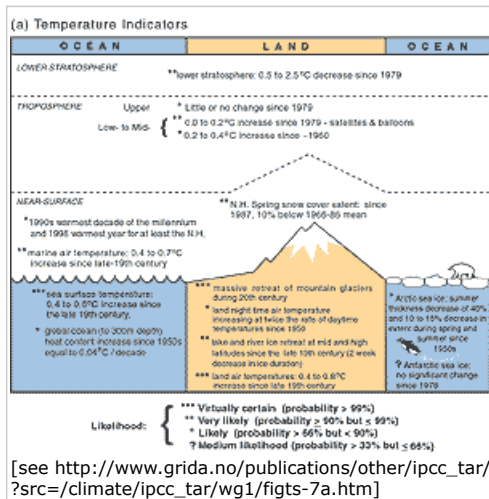 (a) Temperature Indicators
OCEAN
LAND
OCEAN
LOWER STRATOSPHERE
**lower stratosphere: 0.5 to 2.5°C decrease since 1979
TROPOSPHERE
Upper
* Little or no change since 1979
Low- to Mid-
** 0.0 to 0.2°C increase since 1979 - satellites & balloons
* 0.2 to 0.4°C increase since ~1960
NEAR-SURFACE
**N.H. Spring snow cover extent: since
1987, 10% below 1966-86 mean
*1990s warmest decade of the millennium
and 1998 warmest year for at least the N.H.
** marine air temperature: 0.4 to 0.7°C
increase since late-19th century
*** sea surface temperature:
0.4 to 0.8°C increase since
the late 19th century.
* global ocean (to 300m depth)
heat content increase since 1950s
equal to 0.04°C / decade
*** massive retreat of mountain glaciers
during 20th century
* land night time air temperature
increasing at twice the rate of daytime
temperatures since 1950
** lake and river ice retreat at mid and high
latitudes since the late 19th century (2 week
decrease in ice duration)
*** land air temperature: 0.4 to 0.8°C
increase since late 19th century
* Arctic sea ice: summer
thickness decrease of 40%
and 10 to 15% decrease in
extent during spring and
summer since
1950s
? Antarctic sea ice:
no significant change
since 1978
Likelihood:
*** Virtually certain (probability > 99%)
** Very likely (probability ≥ 90% but ≤ 99%)
* Likely (probability > 66% but < 90%)
? Medium likelihood (probability > 33% but ≤ 66%)
[see http://www.grida.no/publications/other/ipcc_tar/
?src=/climate/ipcc_tar/wg1/figts-7a.htm]